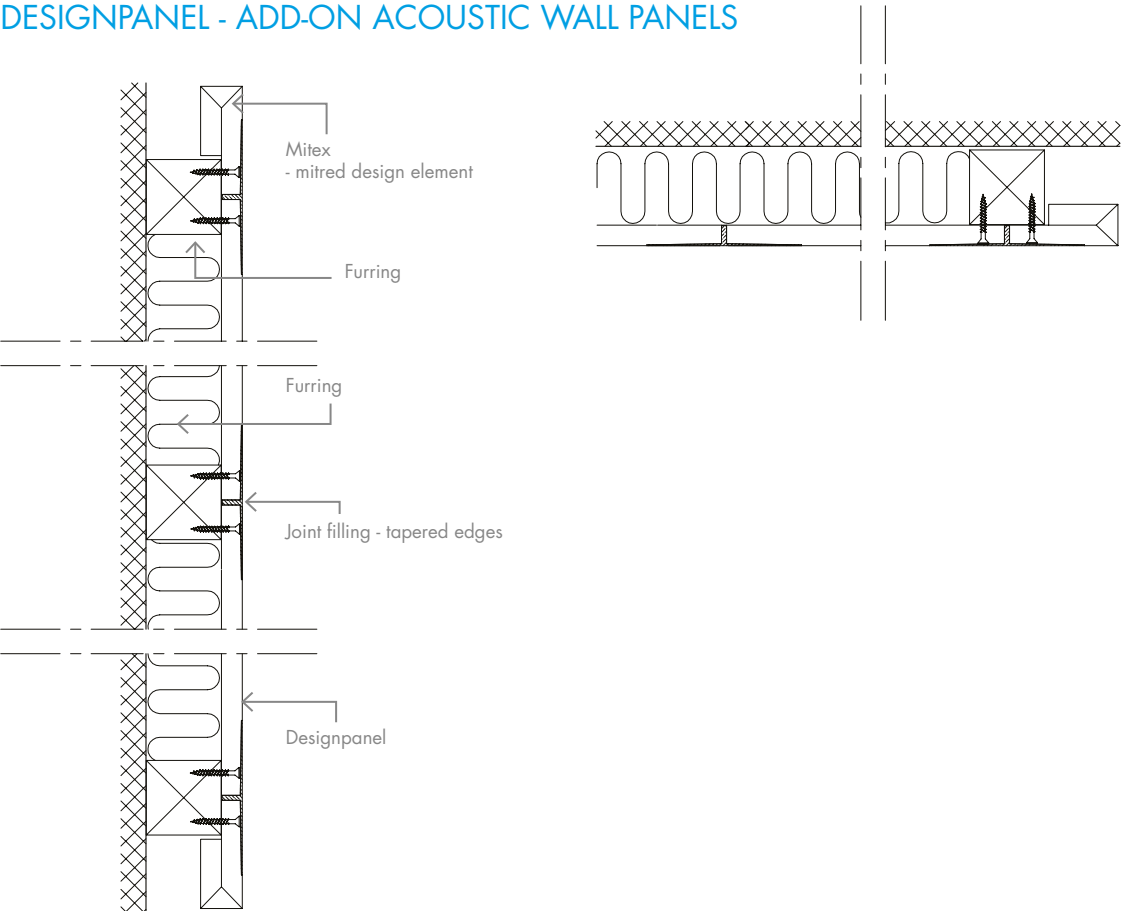 DESIGNPANEL - ADD-ON ACOUSTIC WALL PANELS
Mitex
- mitred design element
Furring
Furring
Joint filling - tapered edges
Designpanel